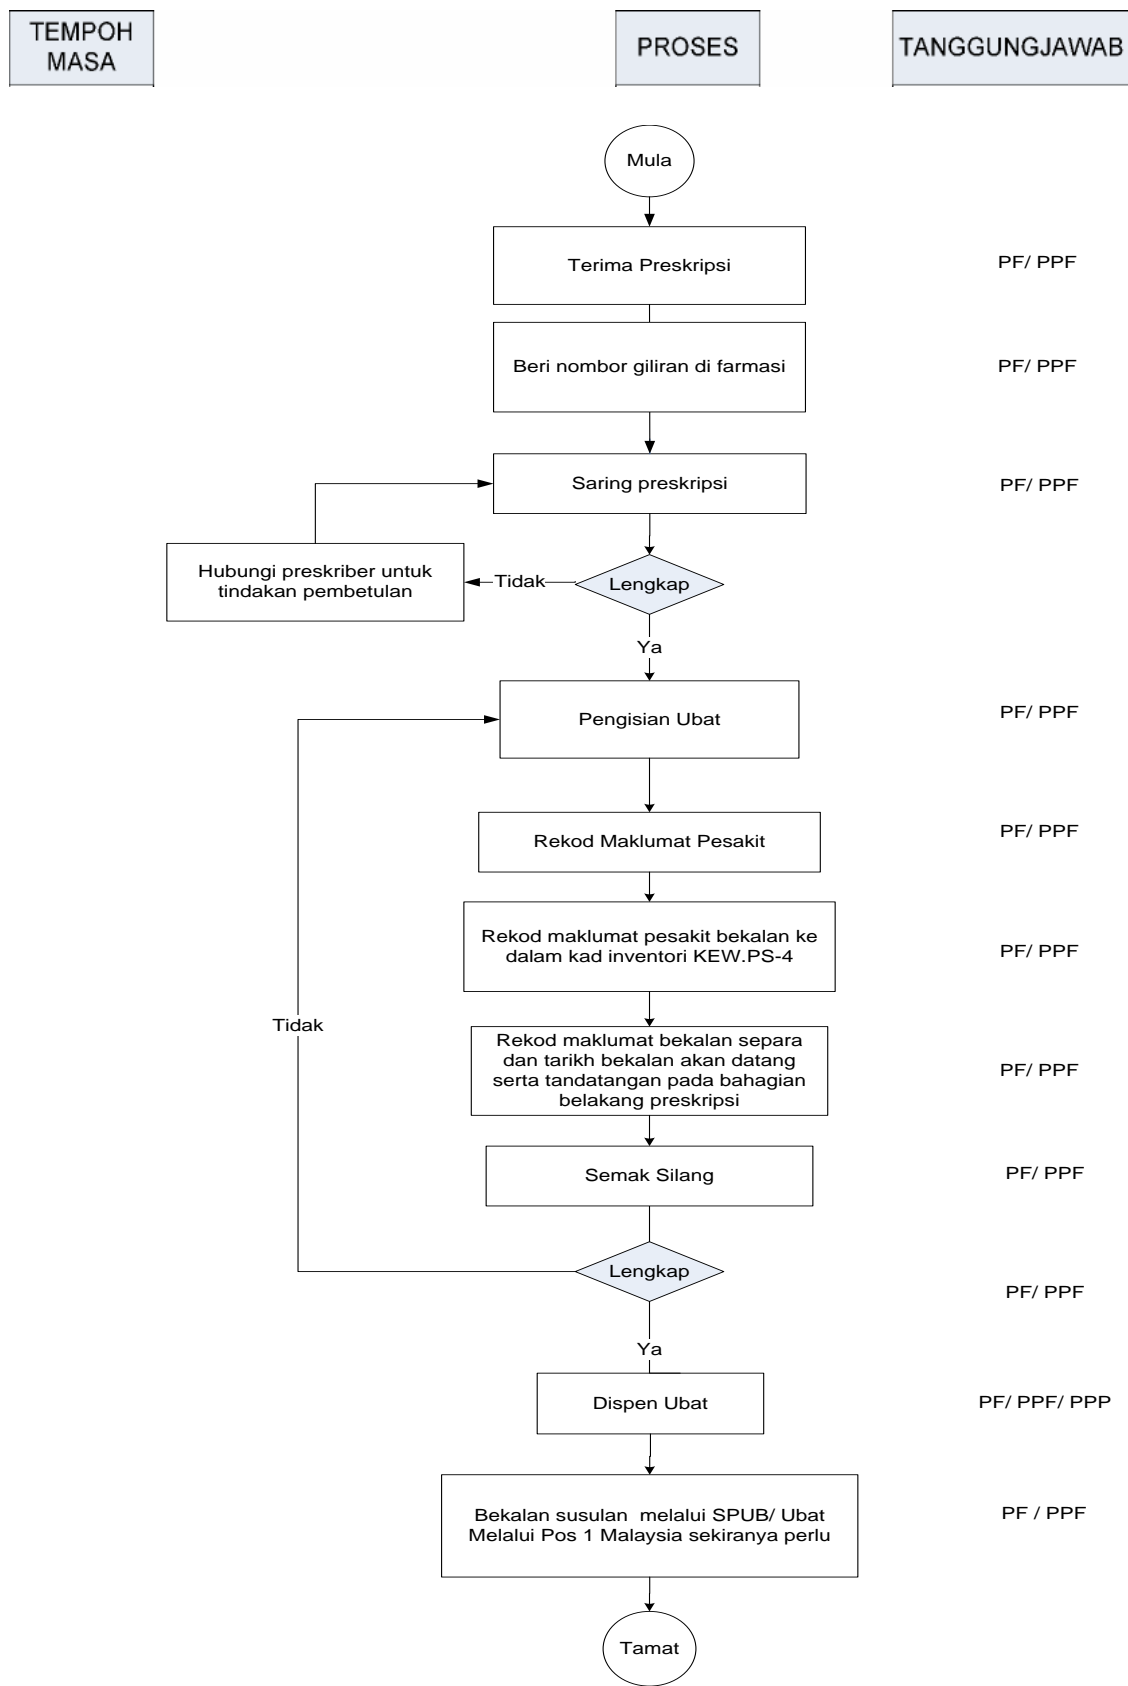 TEMPOH
MASA
PROSES
TANGGUNGJAWAB
Mula
Terima Preskripsi
PF/ PPF
Beri nombor giliran di farmasi
PF/ PPF
Saring preskripsi
PF/ PPF
Hubungi preskriber untuk
tindakan pembetulan
Tidak
Lengkap
Ya
Pengisian Ubat
PF/ PPF
Rekod Maklumat Pesakit
PF/ PPF
Rekod maklumat pesakit bekalan ke
dalam kad inventori KEW.PS-4
PF/ PPF
Tidak
Rekod maklumat bekalan separa
dan tarikh bekalan akan datang
serta tandatangan pada bahagian
belakang preskripsi
PF/ PPF
Semak Silang
PF/ PPF
Lengkap
PF/ PPF
Ya
Dispen Ubat
PF/ PPF/ PPP
Bekalan susulan  melalui SPUB/ Ubat
Melalui Pos 1 Malaysia sekiranya perlu
PF / PPF
Tamat